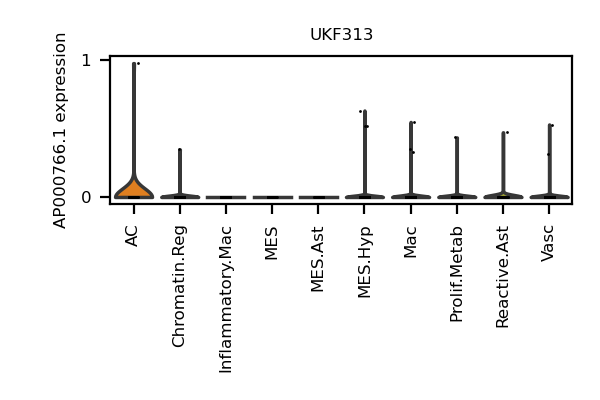 UKF313
AP000766.1 expression
1
0
AC
Chromatin.Reg
Inflammatory.Mac
MES
MES.Ast
MES.Hyp
Mac
Prolif.Metab
Reactive.Ast
Vasc